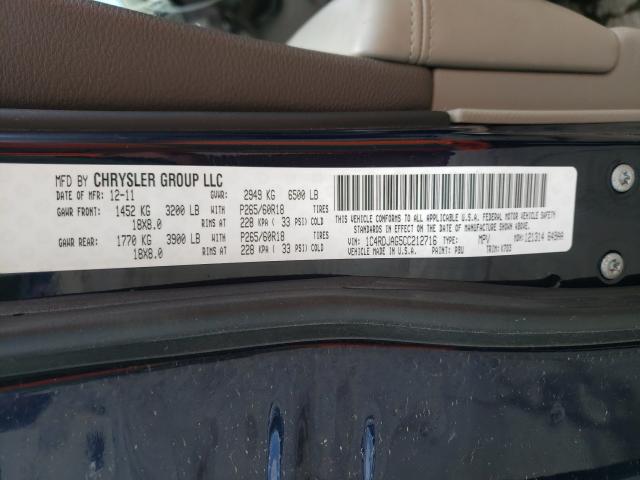 MFD BY CHRYSLER GROUP LLC
DATE OF MFR: 12-11 GVWR: 2949 KG 6500 LB
GAWR FRONT: 1452 KG 3200 LB WITH P265/60R18 TIRES
18X8.0 RIMS AT 228 KPA ( 33 PSI) COLD
GAWR REAR: 1770 KG 3900 LB WITH P265/60R18 TIRES
18X8.0 RIMS AT 228 KPA ( 33 PSI) COLD
THIS VEHICLE CONFORMS TO ALL APPLICABLE U.S.A. FEDERAL MOTOR VEHICLE SAFETY
STANDARDS IN EFFECT ON THE DATE OF MANUFACTURE SHOWN ABOVE.
VIN: 1C4RDJAG5CC212716 TYPE: MPV MDH: 121314 649AA
VEHICLE MADE IN U.S.A. PAINT: PBU TRIM: